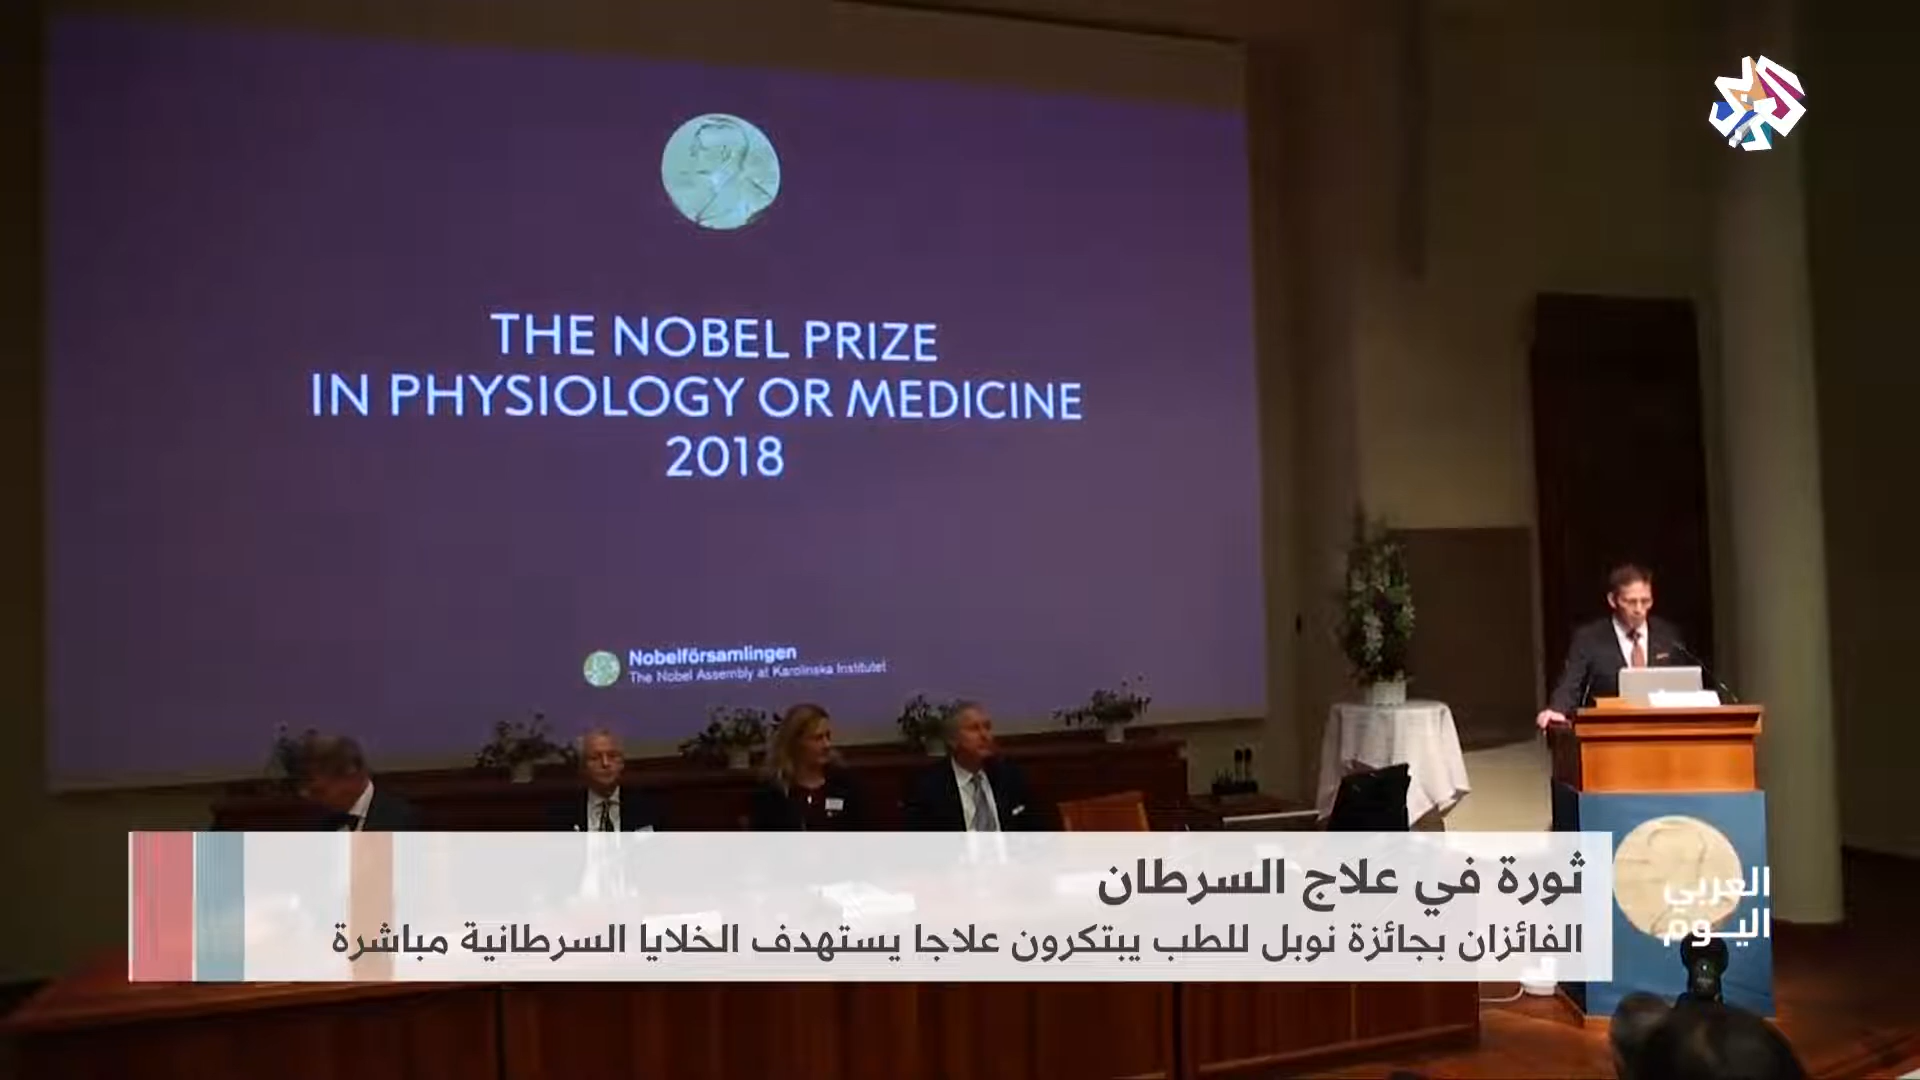 THE NOBEL PRIZE
IN PHYSIOLOGY OR MEDICINE
2018
Nobelförsamlingen
The Nobel Assembly at Karolinska Institutet
ثورة في علاج السرطان
الفائزان بجائزة نوبل للطب يبتكرون علاجا يستهدف الخلايا السرطانية مباشرة
العربي
اليوم